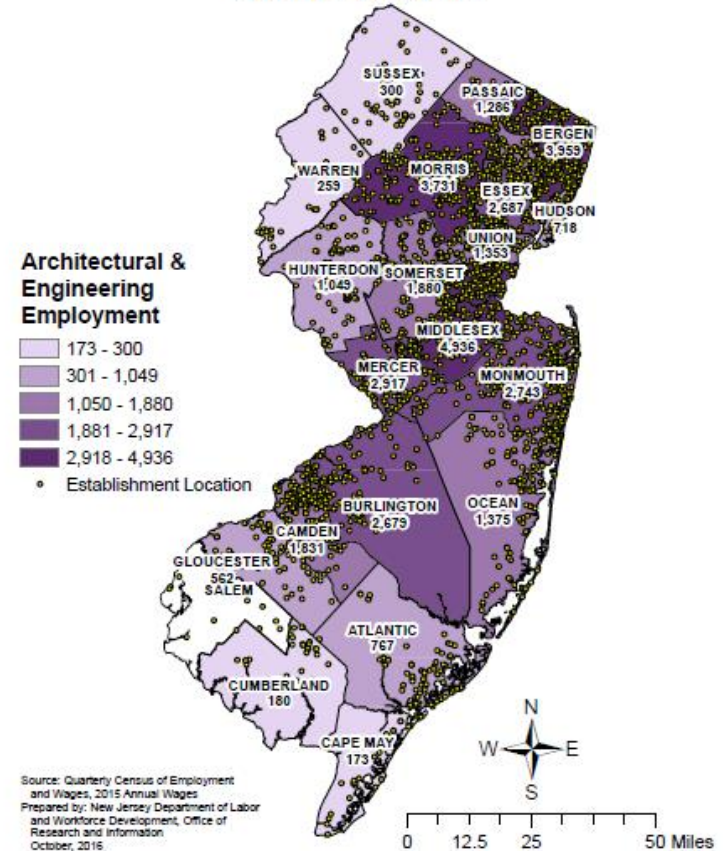 SUSSEX
300
PASSAIC
1,286
BERGEN
3,959
WARREN
259
MORRIS
3,731
ESSEX
2,687
HUDSON
718
UNION
1,353
HUNTERDON
1,049
SOMERSET
1,880
MIDDLESEX
4,936
MERCER
2,917
MONMOUTH
2,743
Architectural &
Engineering
Employment
173 - 300
301 - 1,049
1,050 - 1,880
1,881 - 2,917
2,918 - 4,936
Establishment Location
BURLINGTON
2,679
OCEAN
1,375
CAMDEN
1,831
GLOUCESTER
562
SALEM
ATLANTIC
767
CUMBERLAND
180
CAPE MAY
173
N
W E
S
Source: Quarterly Census of Employment
and Wages, 2015 Annual Wages
Prepared by: New Jersey Department of Labor
and Workforce Development, Office of
Research and Information
October, 2016
0 12.5 25 50 Miles